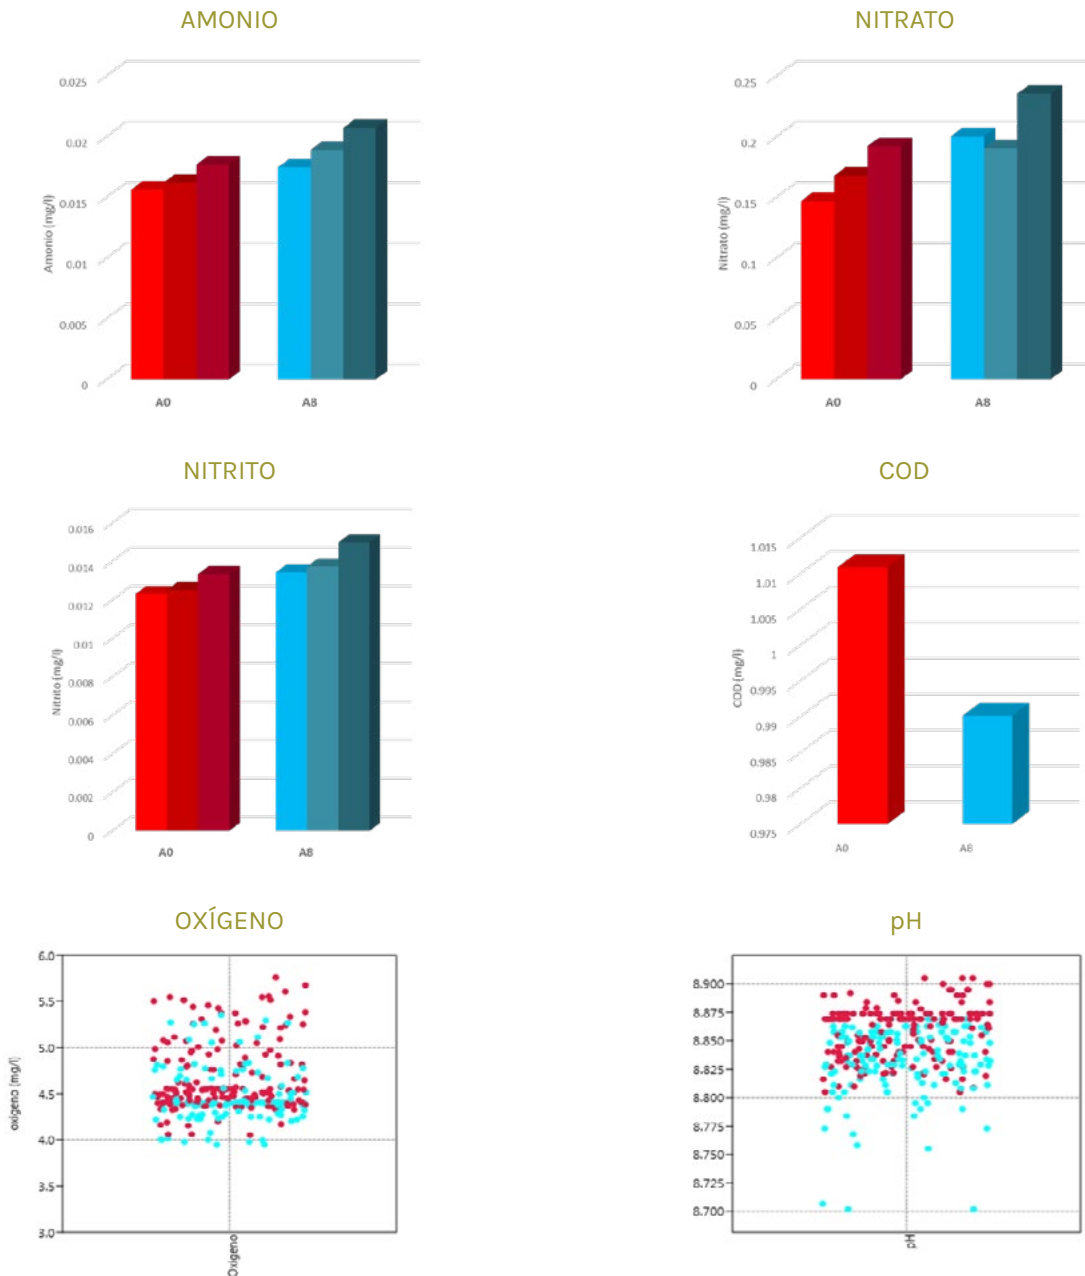 AMONIO
Amonio (mg/l)
0.025
0.02
0.015
0.01
0.005
0
A0
A8
NITRATO
Nitrato (mg/l)
0.25
0.2
0.15
0.1
0.05
0
A0
A8
NITRITO
Nitrito (mg/l)
0.016
0.014
0.012
0.01
0.008
0.006
0.004
0.002
0
A0
A8
COD
COD (mg/l)
1.015
1.01
1.005
1
0.995
0.99
0.985
0.98
0.975
A0
A8
OXÍGENO
oxígeno (mg/l)
6.0
5.5
5.0
4.5
4.0
3.5
3.0
Oxigeno
pH
8.900
8.875
8.850
8.825
8.800
8.775
8.750
8.725
8.700
pH